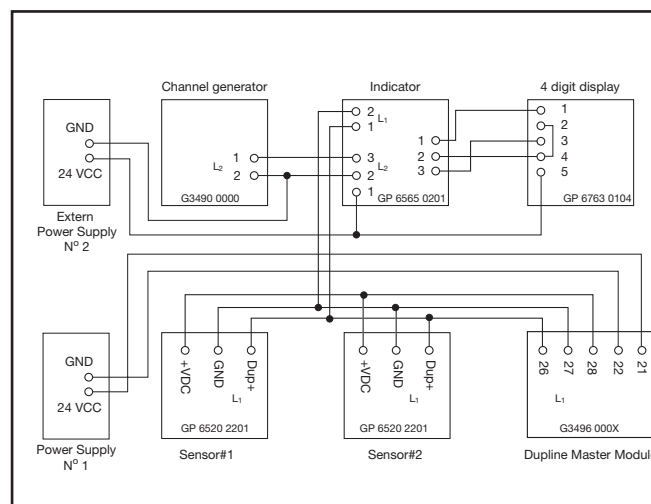 Channel generator
Indicator
4 digit display
GND
24 VCC
Extern
Power Supply
Nº 2
1
2
L2
G3490 0000
2
1
L1
3
2
1
L2
1
2
3
GP 6565 0201
1
2
3
4
5
GP 6763 0104
GND
24 VCC
Power Supply
Nº 1
+VDC
GND
Dup+
L1
GP 6520 2201
Sensor#1
+VDC
GND
Dup+
L1
GP 6520 2201
Sensor#2
26
27
28
22
21
L1
G3496 000X
Dupline Master Module